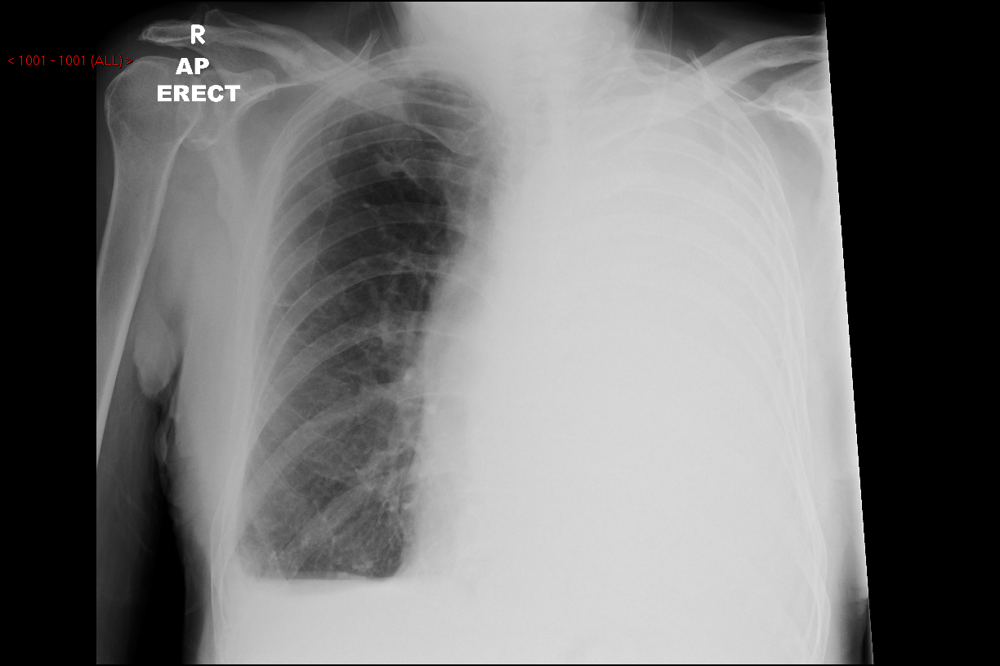 R
< 1001 - 1001 (ALL) >
AP
ERECT